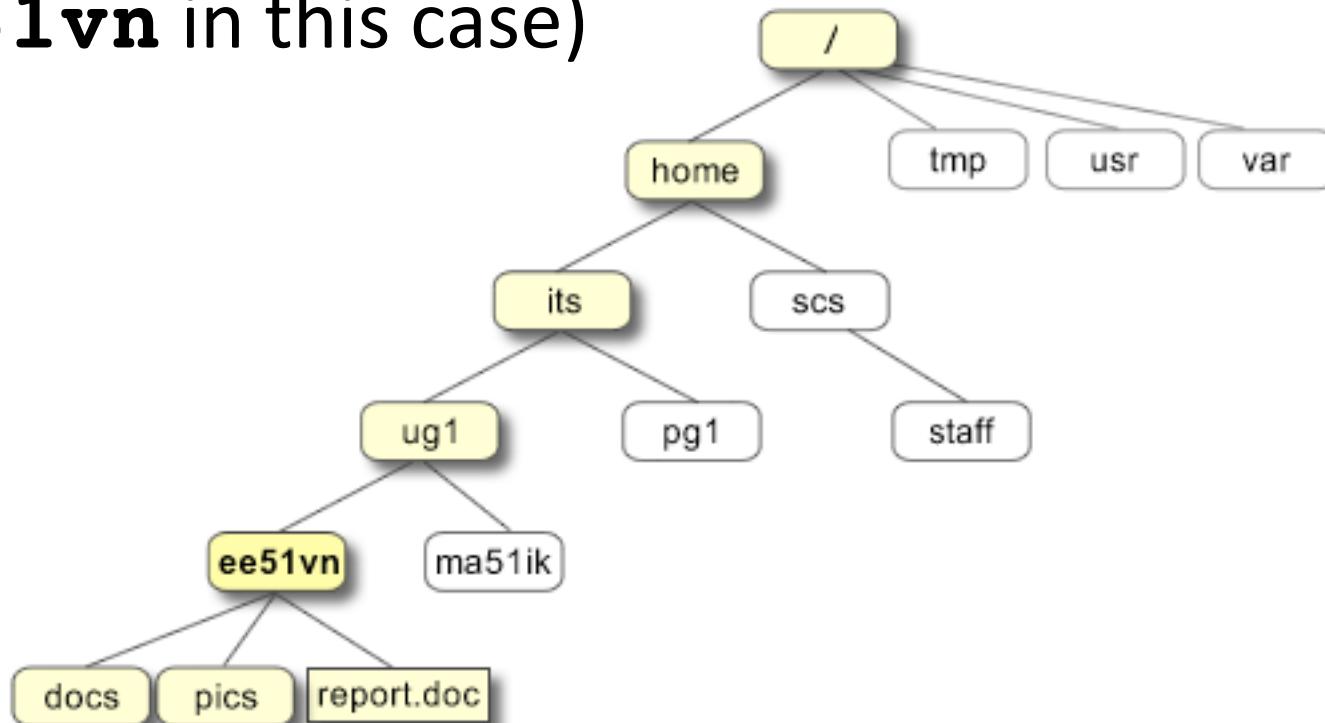 1vn in this case)
/
home
tmp
usr
var
its
scs
ug1
pg1
staff
ee51vn
ma51ik
docs
pics
report.doc